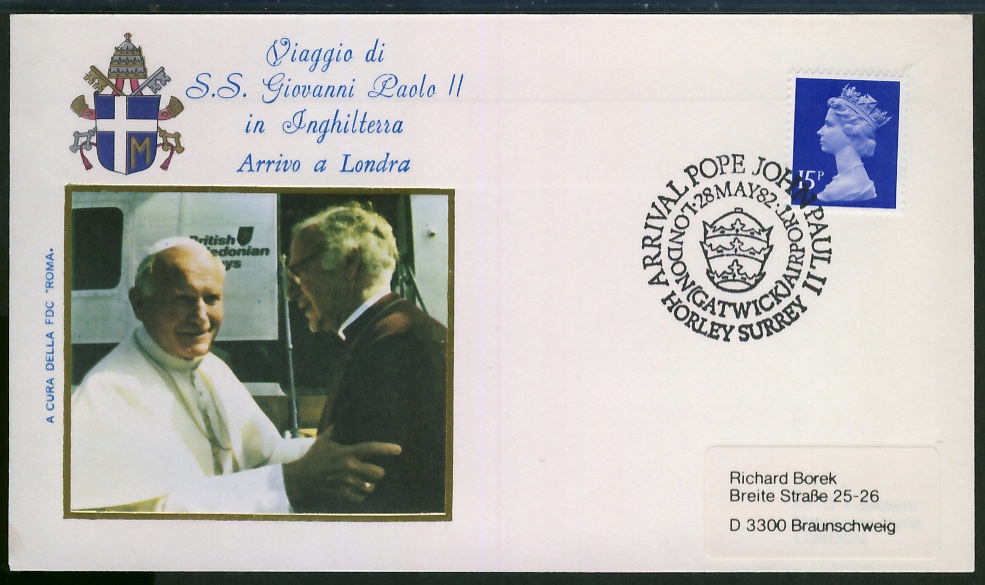 Viaggio di
S.S. Giovanni Paolo II
in Inghilterra
Arrivo a Londra
M
A CURA DELLA FDC "ROMA"
British
ledonian
ys
15P
ARRIVAL POPE JOHN PAUL II
LONDON (GATWICK) AIRPORT · 28 MAY 82 ·
HORLEY SURREY
Richard Borek
Breite Straße 25-26
D 3300 Braunschweig